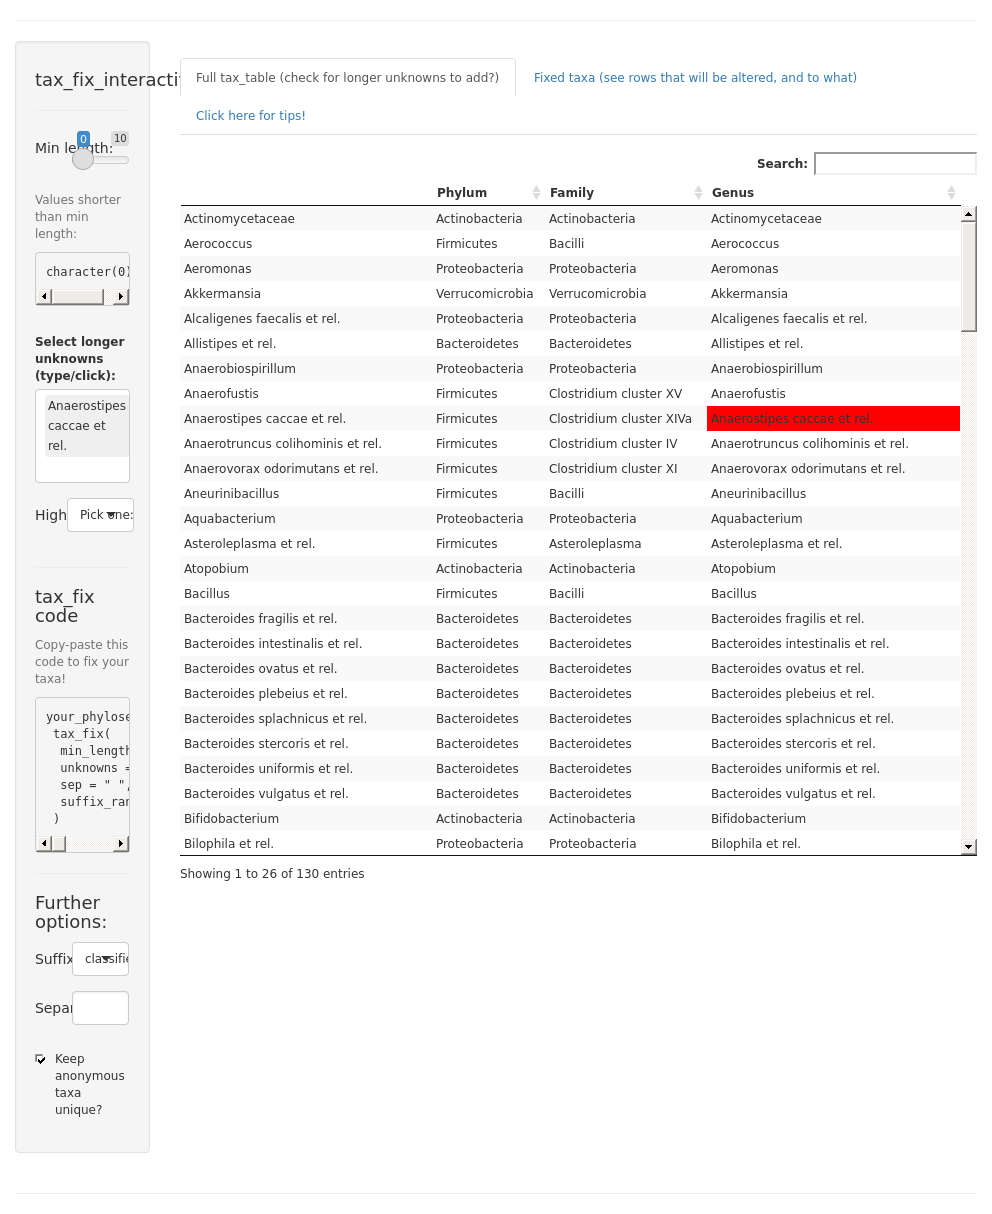 tax_fix_interacti
Min length:
0
10
Values shorter
than min
length:
character(0)
Select longer
unknowns
(type/click):
Anaerostipes
caccae et
rel.
High
Pick one:
tax_fix
code
Copy-paste this
code to fix your
taxa!
your_phylose
tax_fix(
min_length
unknowns =
sep = " ",
suffix_ran
)
Further
options:
Suffix
classifie
Separ
Keep
anonymous
taxa
unique?
Full tax_table (check for longer unknowns to add?)
Fixed taxa (see rows that will be altered, and to what)
Click here for tips!
Search:
Phylum Family Genus
Actinomycetaceae Actinobacteria Actinobacteria Actinomycetaceae
Aerococcus Firmicutes Bacilli Aerococcus
Aeromonas Proteobacteria Proteobacteria Aeromonas
Akkermansia Verrucomicrobia Verrucomicrobia Akkermansia
Alcaligenes faecalis et rel. Proteobacteria Proteobacteria Alcaligenes faecalis et rel.
Allistipes et rel. Bacteroidetes Bacteroidetes Allistipes et rel.
Anaerobiospirillum Proteobacteria Proteobacteria Anaerobiospirillum
Anaerofustis Firmicutes Clostridium cluster XV Anaerofustis
Anaerostipes caccae et rel. Firmicutes Clostridium cluster XIVa Anaerostipes caccae et rel.
Anaerotruncus colihominis et rel. Firmicutes Clostridium cluster IV Anaerotruncus colihominis et rel.
Anaerovorax odorimutans et rel. Firmicutes Clostridium cluster XI Anaerovorax odorimutans et rel.
Aneurinibacillus Firmicutes Bacilli Aneurinibacillus
Aquabacterium Proteobacteria Proteobacteria Aquabacterium
Asteroleplasma et rel. Firmicutes Asteroleplasma Asteroleplasma et rel.
Atopobium Actinobacteria Actinobacteria Atopobium
Bacillus Firmicutes Bacilli Bacillus
Bacteroides fragilis et rel. Bacteroidetes Bacteroidetes Bacteroides fragilis et rel.
Bacteroides intestinalis et rel. Bacteroidetes Bacteroidetes Bacteroides intestinalis et rel.
Bacteroides ovatus et rel. Bacteroidetes Bacteroidetes Bacteroides ovatus et rel.
Bacteroides plebeius et rel. Bacteroidetes Bacteroidetes Bacteroides plebeius et rel.
Bacteroides splachnicus et rel. Bacteroidetes Bacteroidetes Bacteroides splachnicus et rel.
Bacteroides stercoris et rel. Bacteroidetes Bacteroidetes Bacteroides stercoris et rel.
Bacteroides uniformis et rel. Bacteroidetes Bacteroidetes Bacteroides uniformis et rel.
Bacteroides vulgatus et rel. Bacteroidetes Bacteroidetes Bacteroides vulgatus et rel.
Bifidobacterium Actinobacteria Actinobacteria Bifidobacterium
Bilophila et rel. Proteobacteria Proteobacteria Bilophila et rel.
Showing 1 to 26 of 130 entries